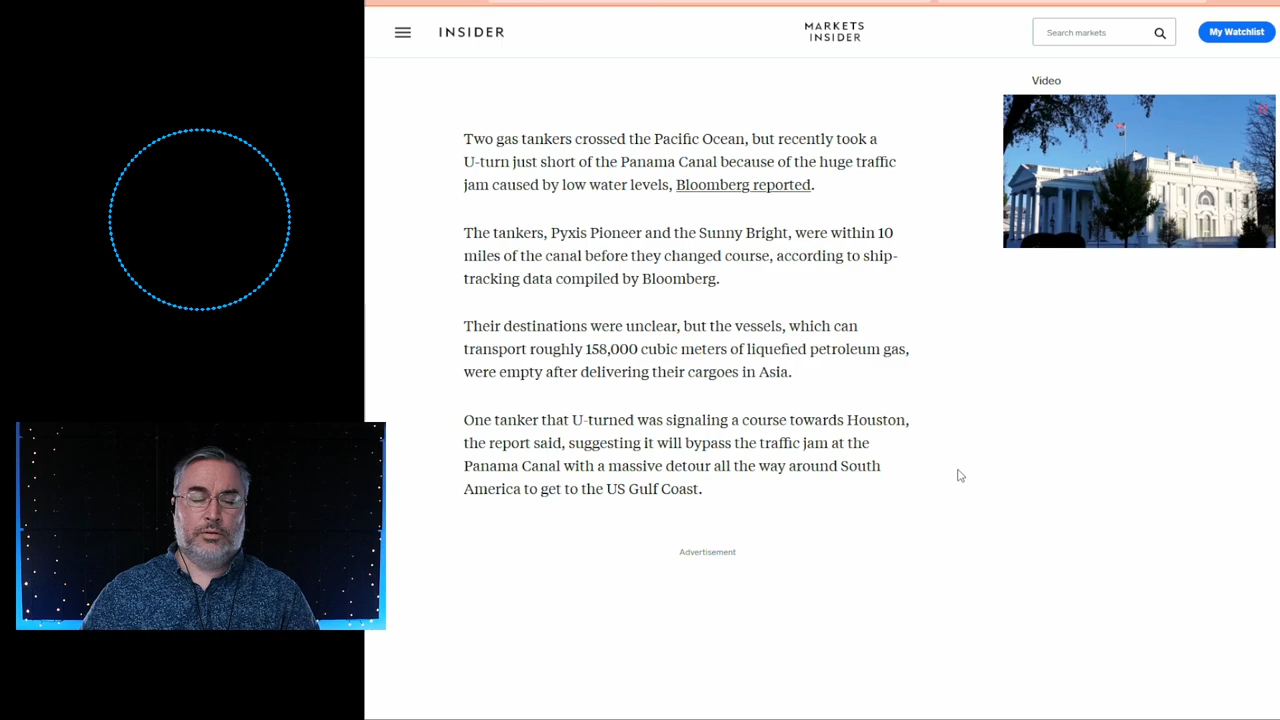 INSIDER
MARKETS
INSIDER
Search markets
My Watchlist
Video
Two gas tankers crossed the Pacific Ocean, but recently took a
U-turn just short of the Panama Canal because of the huge traffic
jam caused by low water levels, Bloomberg reported.
The tankers, Pyxis Pioneer and the Sunny Bright, were within 10
miles of the canal before they changed course, according to ship-
tracking data compiled by Bloomberg.
Their destinations were unclear, but the vessels, which can
transport roughly 158,000 cubic meters of liquefied petroleum gas,
were empty after delivering their cargoes in Asia.
One tanker that U-turned was signaling a course towards Houston,
the report said, suggesting it will bypass the traffic jam at the
Panama Canal with a massive detour all the way around South
America to get to the US Gulf Coast.
Advertisement